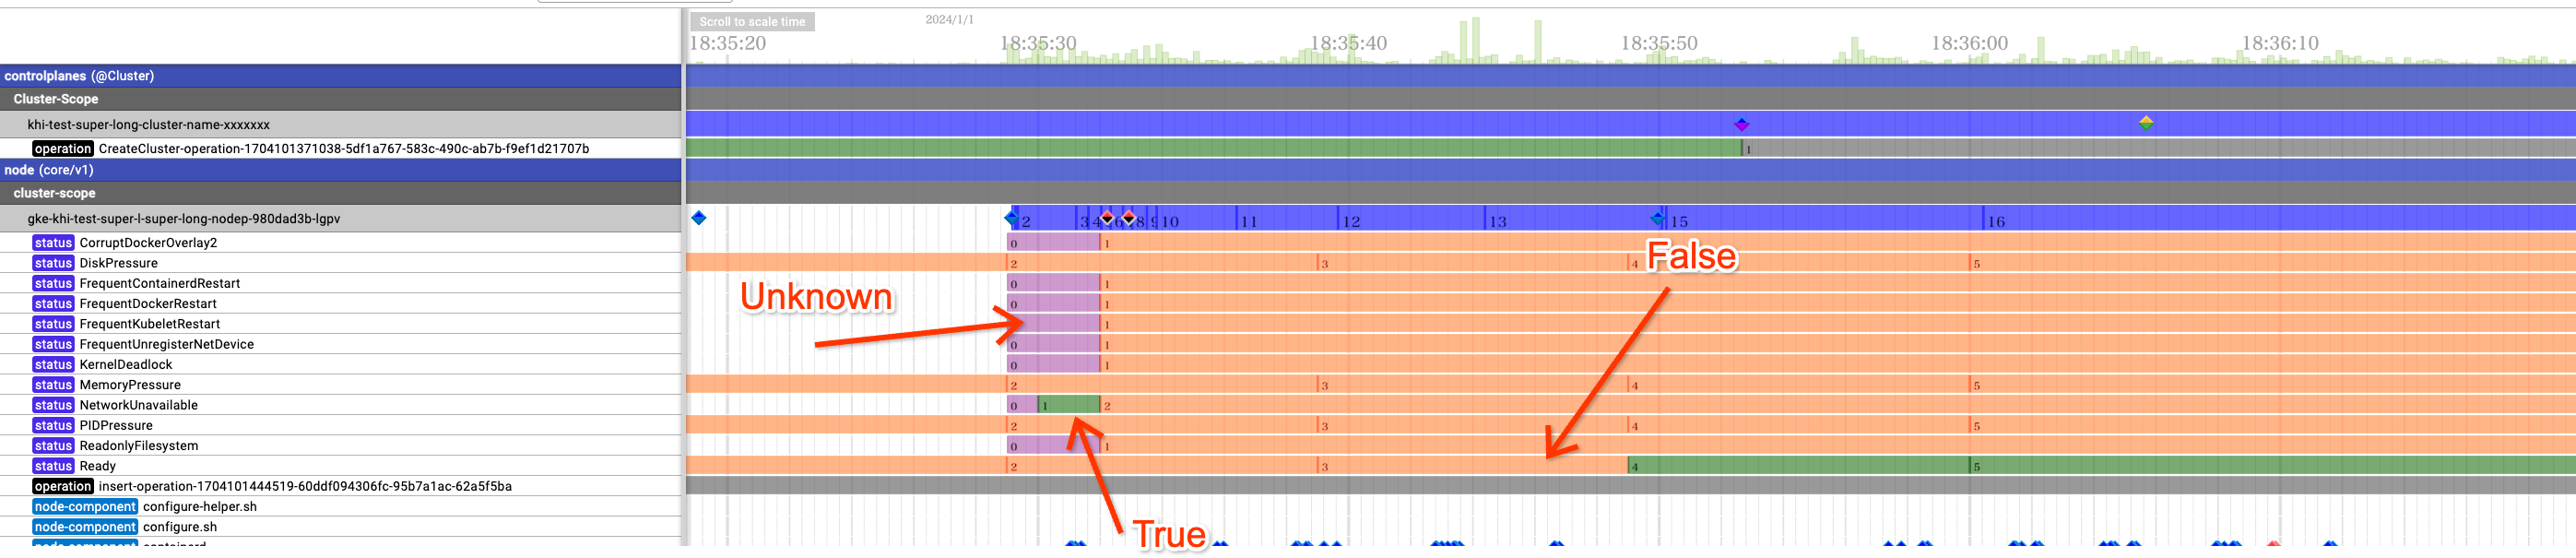 Scroll to scale time 2024/1/1
18:35:20 18:35:30 18:35:40 18:35:50 18:36:00 18:36:10
controlplanes (@Cluster)
Cluster-Scope
khi-test-super-long-cluster-name-xxxxxxx
operation CreateCluster-operation-1704101371038-5df1a767-583c-490c-ab7b-f9ef1d21707b 1
node (core/v1)
cluster-scope
gke-khi-test-super-l-super-long-nodep-980dad3b-lgpv 2 3 4 6 8 9 10 11 12 13 15 16
status CorruptDockerOverlay2 0 1
False
status DiskPressure 2 3 4 5
status FrequentContainerdRestart 0 1
Unknown
status FrequentDockerRestart 0 1
status FrequentKubeletRestart 1
status FrequentUnregisterNetDevice 0 1
status KernelDeadlock 0 1
status MemoryPressure 2 3 4 5
status NetworkUnavailable 0 1 2
status PIDPressure 2 3 4 5
status ReadonlyFilesystem 0 1
status Ready 2 3 4 5
operation insert-operation-1704101444519-60ddf094306fc-95b7a1ac-62a5f5ba
node-component configure-helper.sh
node-component configure.sh
True